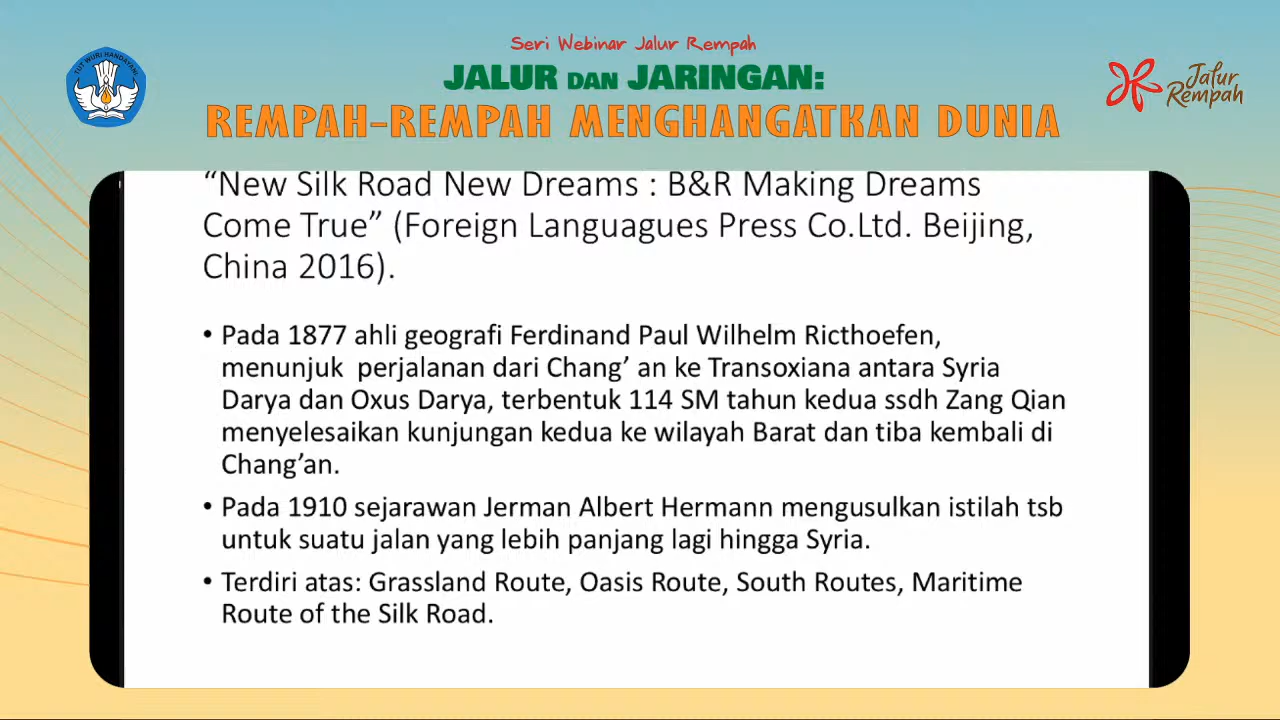 TUT WURI HANDAYANI
Seri Webinar Jalur Rempah
JALUR DAN JARINGAN:
REMPAH-REMPAH MENGHANGATKAN DUNIA
Jalur
Rempah
“New Silk Road New Dreams : B&R Making Dreams
Come True” (Foreign Languagues Press Co.Ltd. Beijing,
China 2016).
• Pada 1877 ahli geografi Ferdinand Paul Wilhelm Ricthoefen,
menunjuk perjalanan dari Chang’ an ke Transoxiana antara Syria
Darya dan Oxus Darya, terbentuk 114 SM tahun kedua ssdh Zang Qian
menyelesaikan kunjungan kedua ke wilayah Barat dan tiba kembali di
Chang’an.
• Pada 1910 sejarawan Jerman Albert Hermann mengusulkan istilah tsb
untuk suatu jalan yang lebih panjang lagi hingga Syria.
• Terdiri atas: Grassland Route, Oasis Route, South Routes, Maritime
Route of the Silk Road.